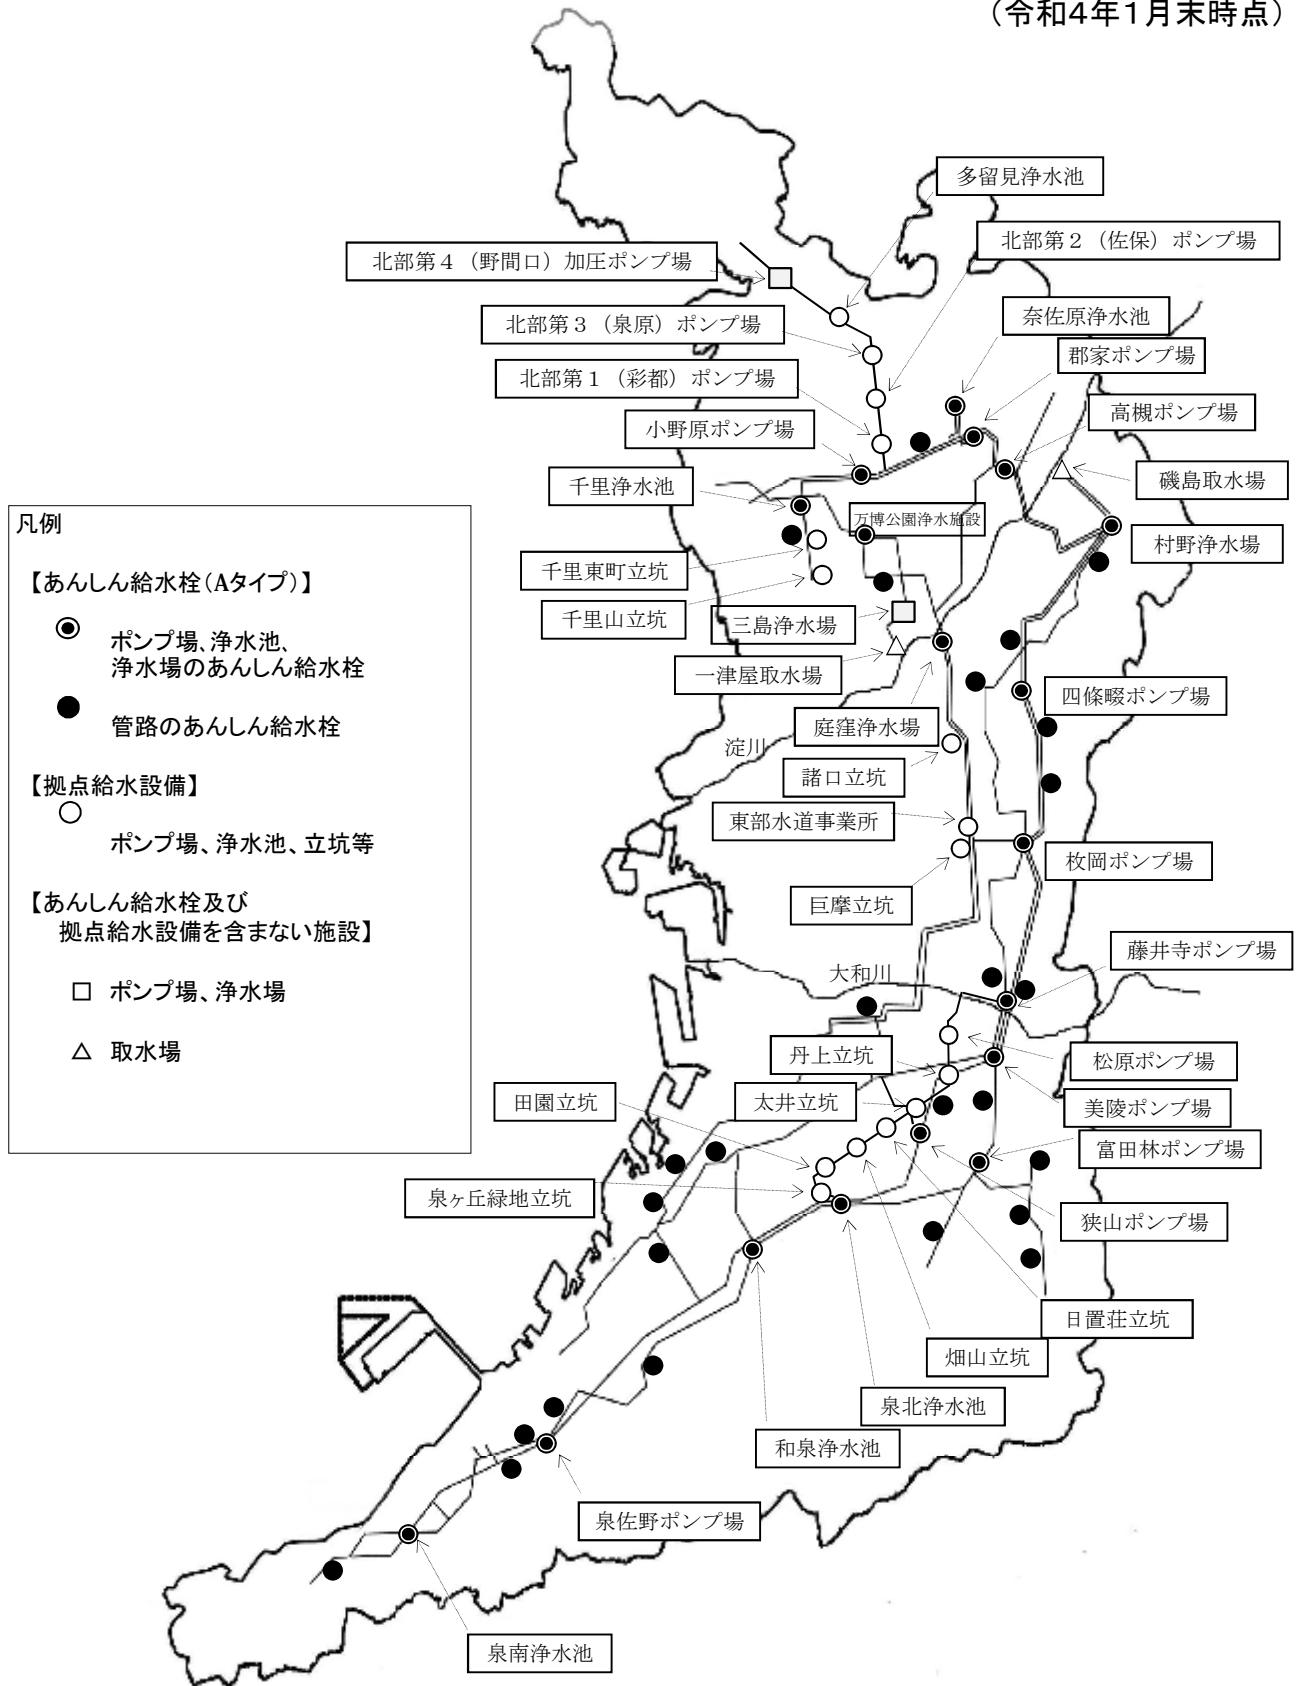 （令和4年1月末時点）
多留見浄水池
北部第２（佐保）ポンプ場
北部第４（野間口）加圧ポンプ場
奈佐原浄水池
北部第３（泉原）ポンプ場
郡家ポンプ場
北部第１（彩都）ポンプ場
高槻ポンプ場
小野原ポンプ場
磯島取水場
千里浄水池
万博公園浄水施設
村野浄水場
千里東町立坑
千里山立坑
三島浄水場
一津屋取水場
四條畷ポンプ場
庭窪浄水場
淀川
諸口立坑
東部水道事業所
枚岡ポンプ場
巨摩立坑
藤井寺ポンプ場
大和川
丹上立坑
松原ポンプ場
田園立坑
太井立坑
美陵ポンプ場
富田林ポンプ場
泉ヶ丘緑地立坑
狭山ポンプ場
日置荘立坑
畑山立坑
泉北浄水池
和泉浄水池
泉佐野ポンプ場
泉南浄水池
凡例
【あんしん給水栓（Aタイプ）】
ポンプ場、浄水池、
浄水場のあんしん給水栓
管路のあんしん給水栓
【拠点給水設備】
ポンプ場、浄水池、立坑等
【あんしん給水栓及び
拠点給水設備を含まない施設】
ポンプ場、浄水場
取水場